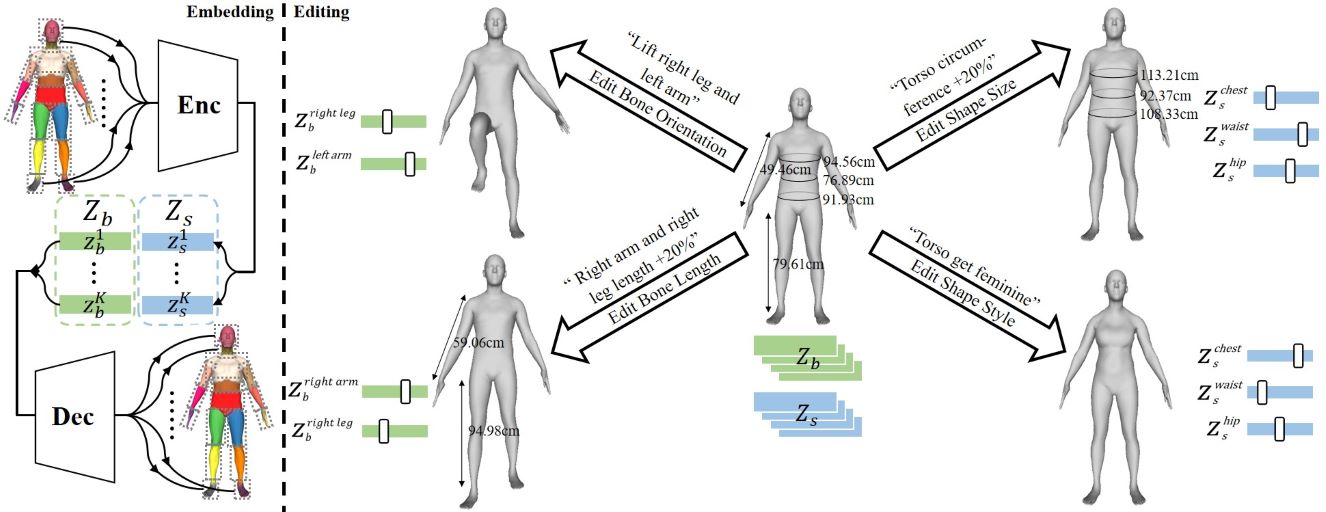 Embedding
Editing
Enc
Z_b
Z_s
z_b^1
z_s^1
z_b^K
z_s^K
Dec
Z_b^{right leg}
Z_b^{left arm}
“Lift right leg and
left arm”
Edit Bone Orientation
“Torso circum-
ference +20%”
Edit Shape Size
113.21cm
92.37cm
108.33cm
Z_s^{chest}
Z_s^{waist}
Z_s^{hip}
49.46cm
94.56cm
76.89cm
91.93cm
79.61cm
“ Right arm and right
leg length +20%”
Edit Bone Length
“Torso get feminine”
Edit Shape Style
59.06cm
94.98cm
Z_b^{right arm}
Z_b^{right leg}
Z_b
Z_s
Z_s^{chest}
Z_s^{waist}
Z_s^{hip}